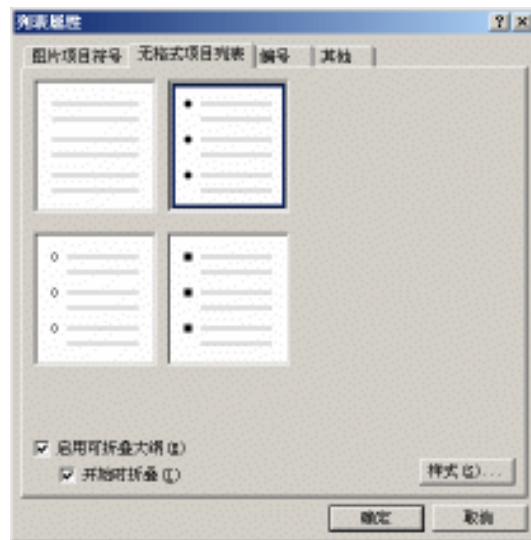 列表属性
图片项目符号 无格式项目列表 编号 其他
启用可折叠大纲(E)
开始时折叠(I)
样式(S)...
确定 取消